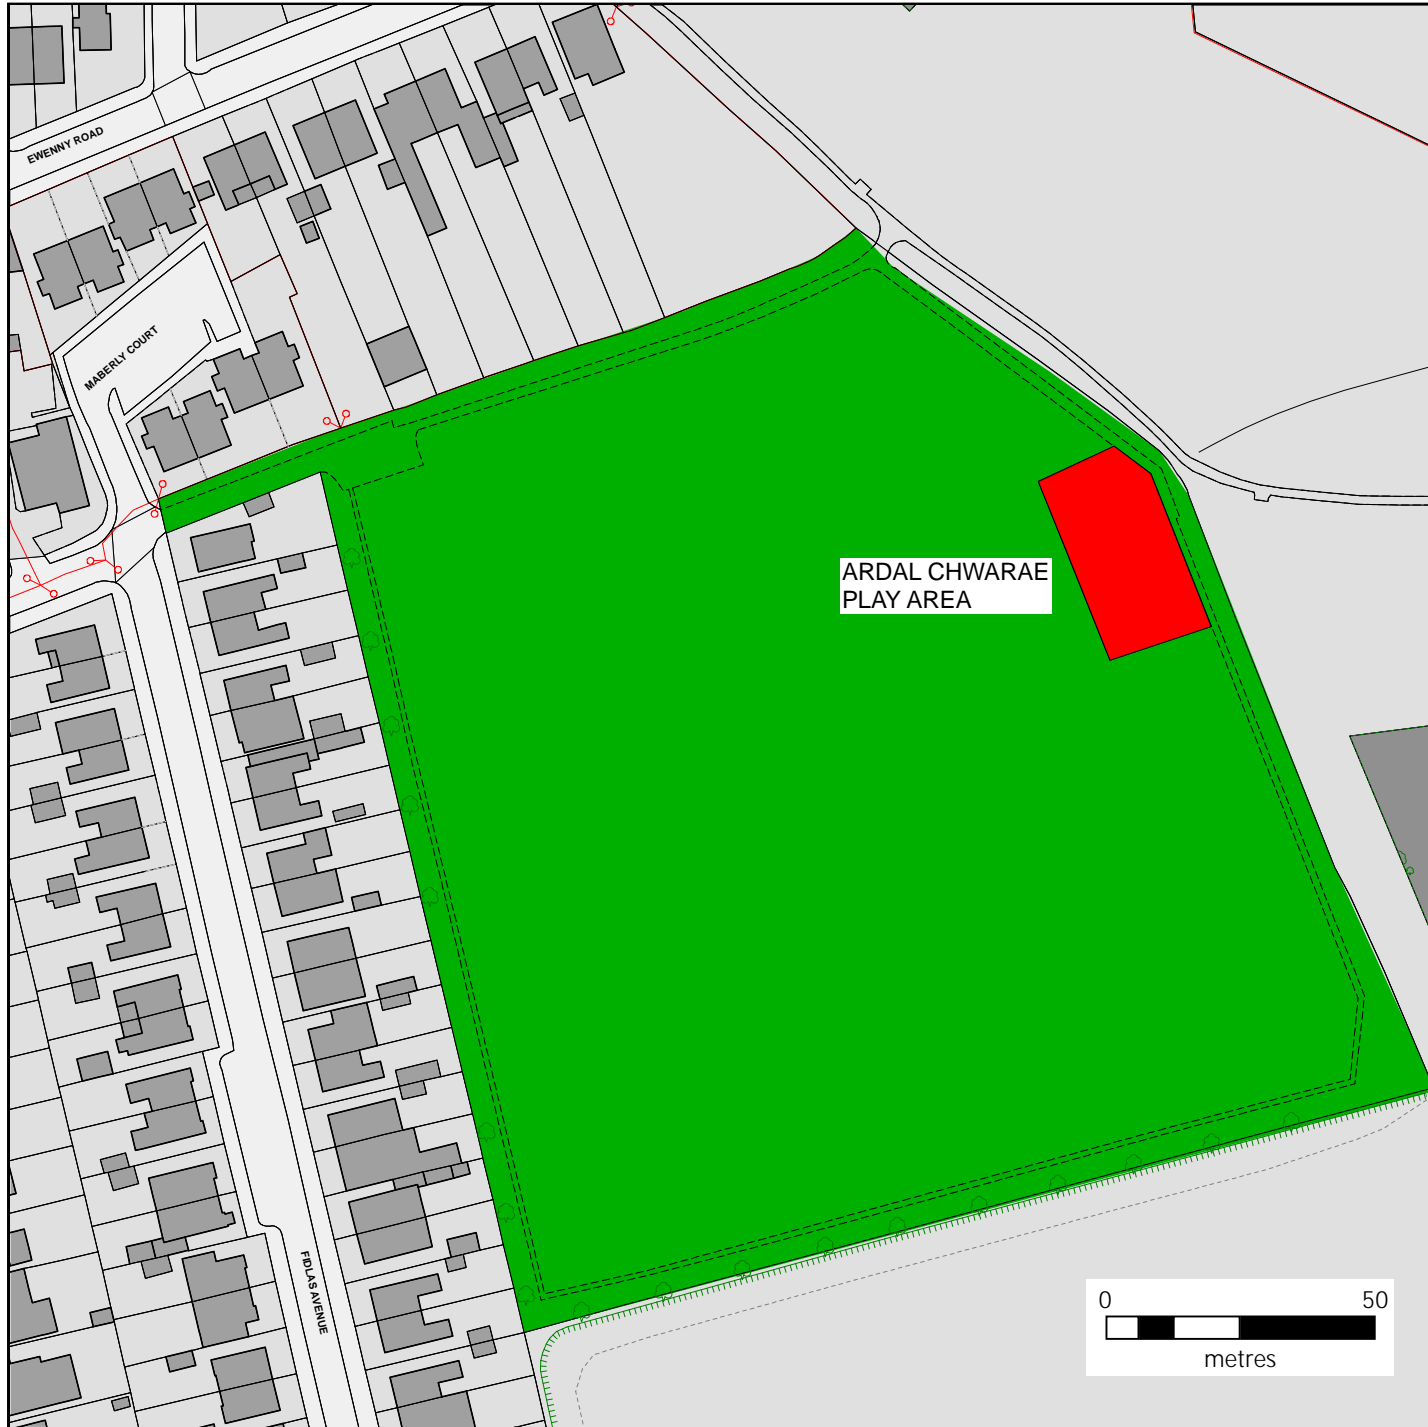 EWENNY ROAD
MABERLY COURT
ARDAL CHWARAE
PLAY AREA
FIDLAS AVENUE
0 50
metres